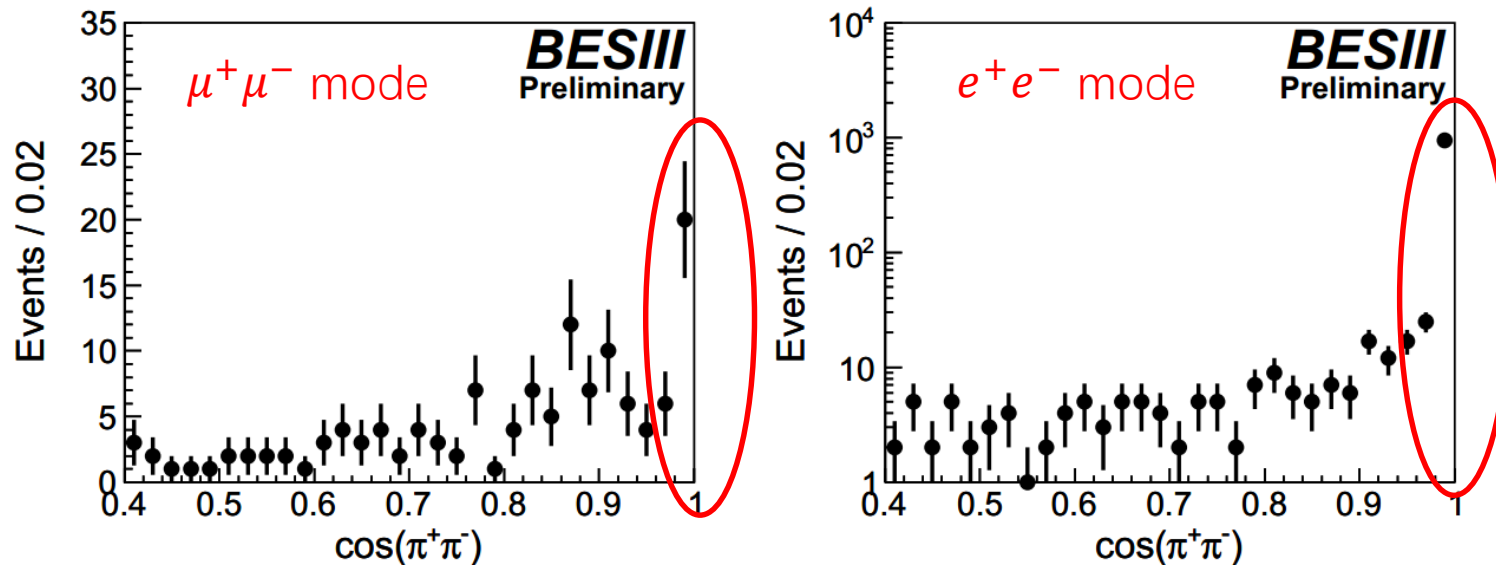 BESIII
Preliminary
μ⁺μ⁻ mode
Events / 0.02
35
30
25
20
15
10
5
0
0.4 0.5 0.6 0.7 0.8 0.9 1
cos(π⁺π⁻)
BESIII
Preliminary
e⁺e⁻ mode
Events / 0.02
10⁴
10³
10²
10
1
0.4 0.5 0.6 0.7 0.8 0.9 1
cos(π⁺π⁻)